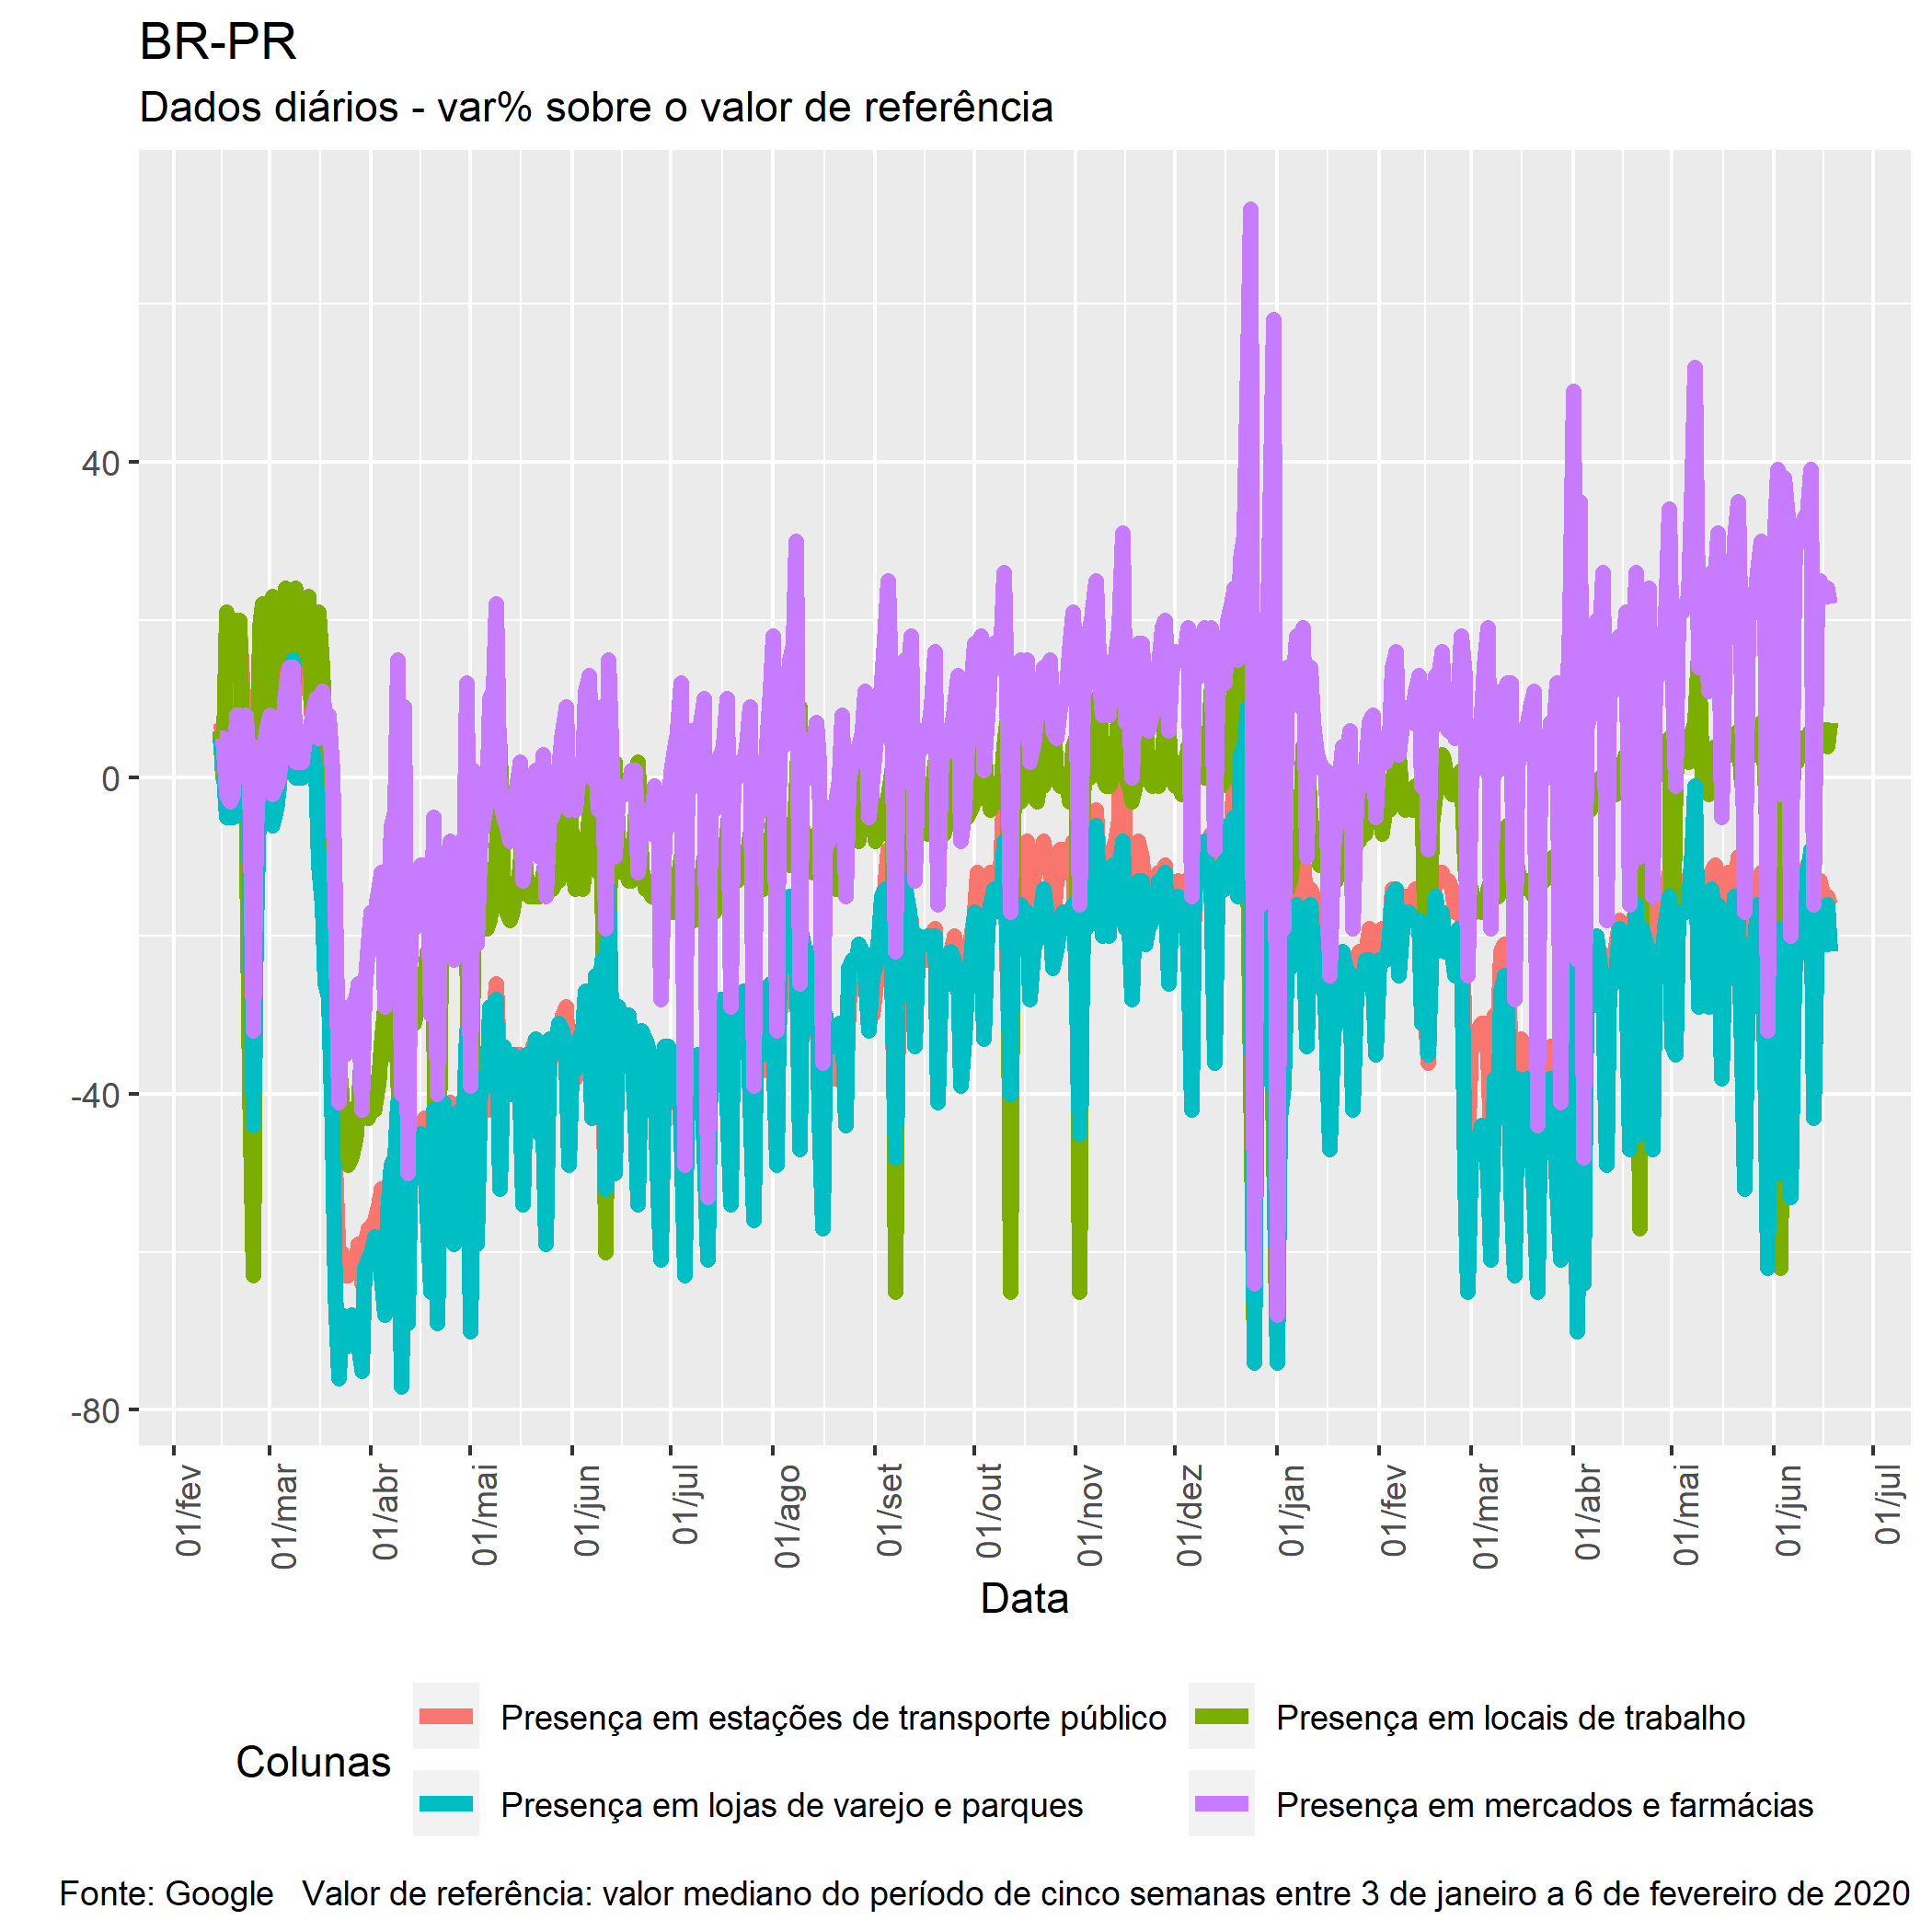 BR-PR
Dados diários - var% sobre o valor de referência
40
0
-40
-80
01/fev
01/mar
01/abr
01/mai
01/jun
01/jul
01/ago
01/set
01/out
01/nov
01/dez
01/jan
01/fev
01/mar
01/abr
01/mai
01/jun
01/jul
Data
Colunas
Presença em estações de transporte público
Presença em locais de trabalho
Presença em lojas de varejo e parques
Presença em mercados e farmácias
Fonte: Google   Valor de referência: valor mediano do período de cinco semanas entre 3 de janeiro a 6 de fevereiro de 2020